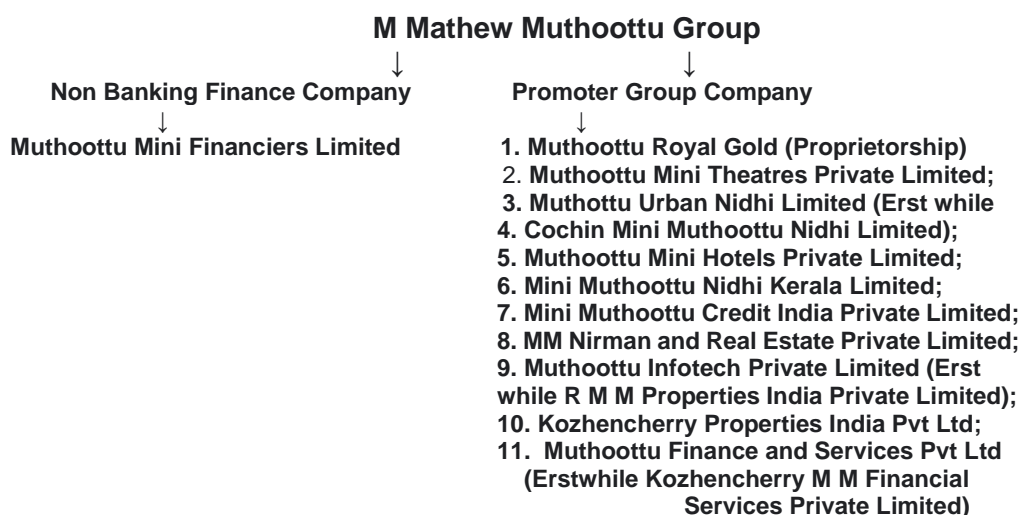 M Mathew Muthoottu Group
↓ ↓
Non Banking Finance Company Promoter Group Company
↓ ↓
Muthoottu Mini Financiers Limited 1. Muthoottu Royal Gold (Proprietorship)
2. Muthoottu Mini Theatres Private Limited;
3. Muthottu Urban Nidhi Limited (Erst while
4. Cochin Mini Muthoottu Nidhi Limited);
5. Muthoottu Mini Hotels Private Limited;
6. Mini Muthoottu Nidhi Kerala Limited;
7. Mini Muthoottu Credit India Private Limited;
8. MM Nirman and Real Estate Private Limited;
9. Muthoottu Infotech Private Limited (Erst
while R M M Properties India Private Limited);
10. Kozhencherry Properties India Pvt Ltd;
11. Muthoottu Finance and Services Pvt Ltd
(Erstwhile Kozhencherry M M Financial
Services Private Limited)